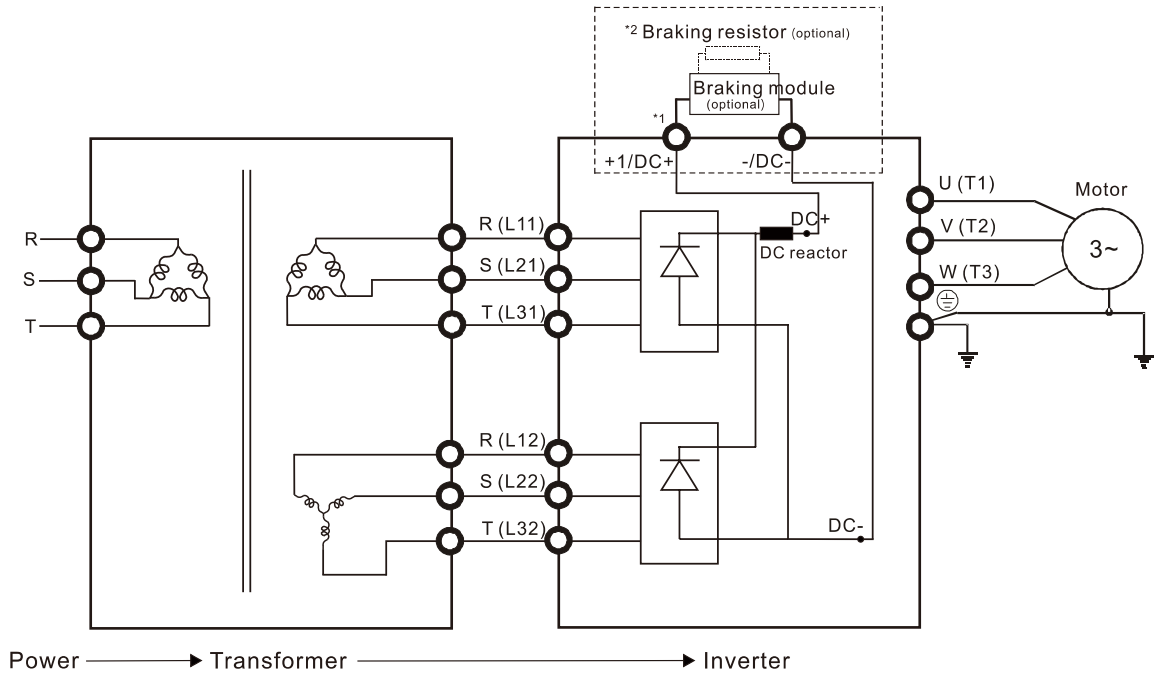 *2 Braking resistor (optional)
Braking module
(optional)
*1
+1/DC+
-/DC-
R
S
T
R (L11)
S (L21)
T (L31)
R (L12)
S (L22)
T (L32)
DC+
DC reactor
DC-
U (T1)
V (T2)
W (T3)
Motor
3~
Power
Transformer
Inverter